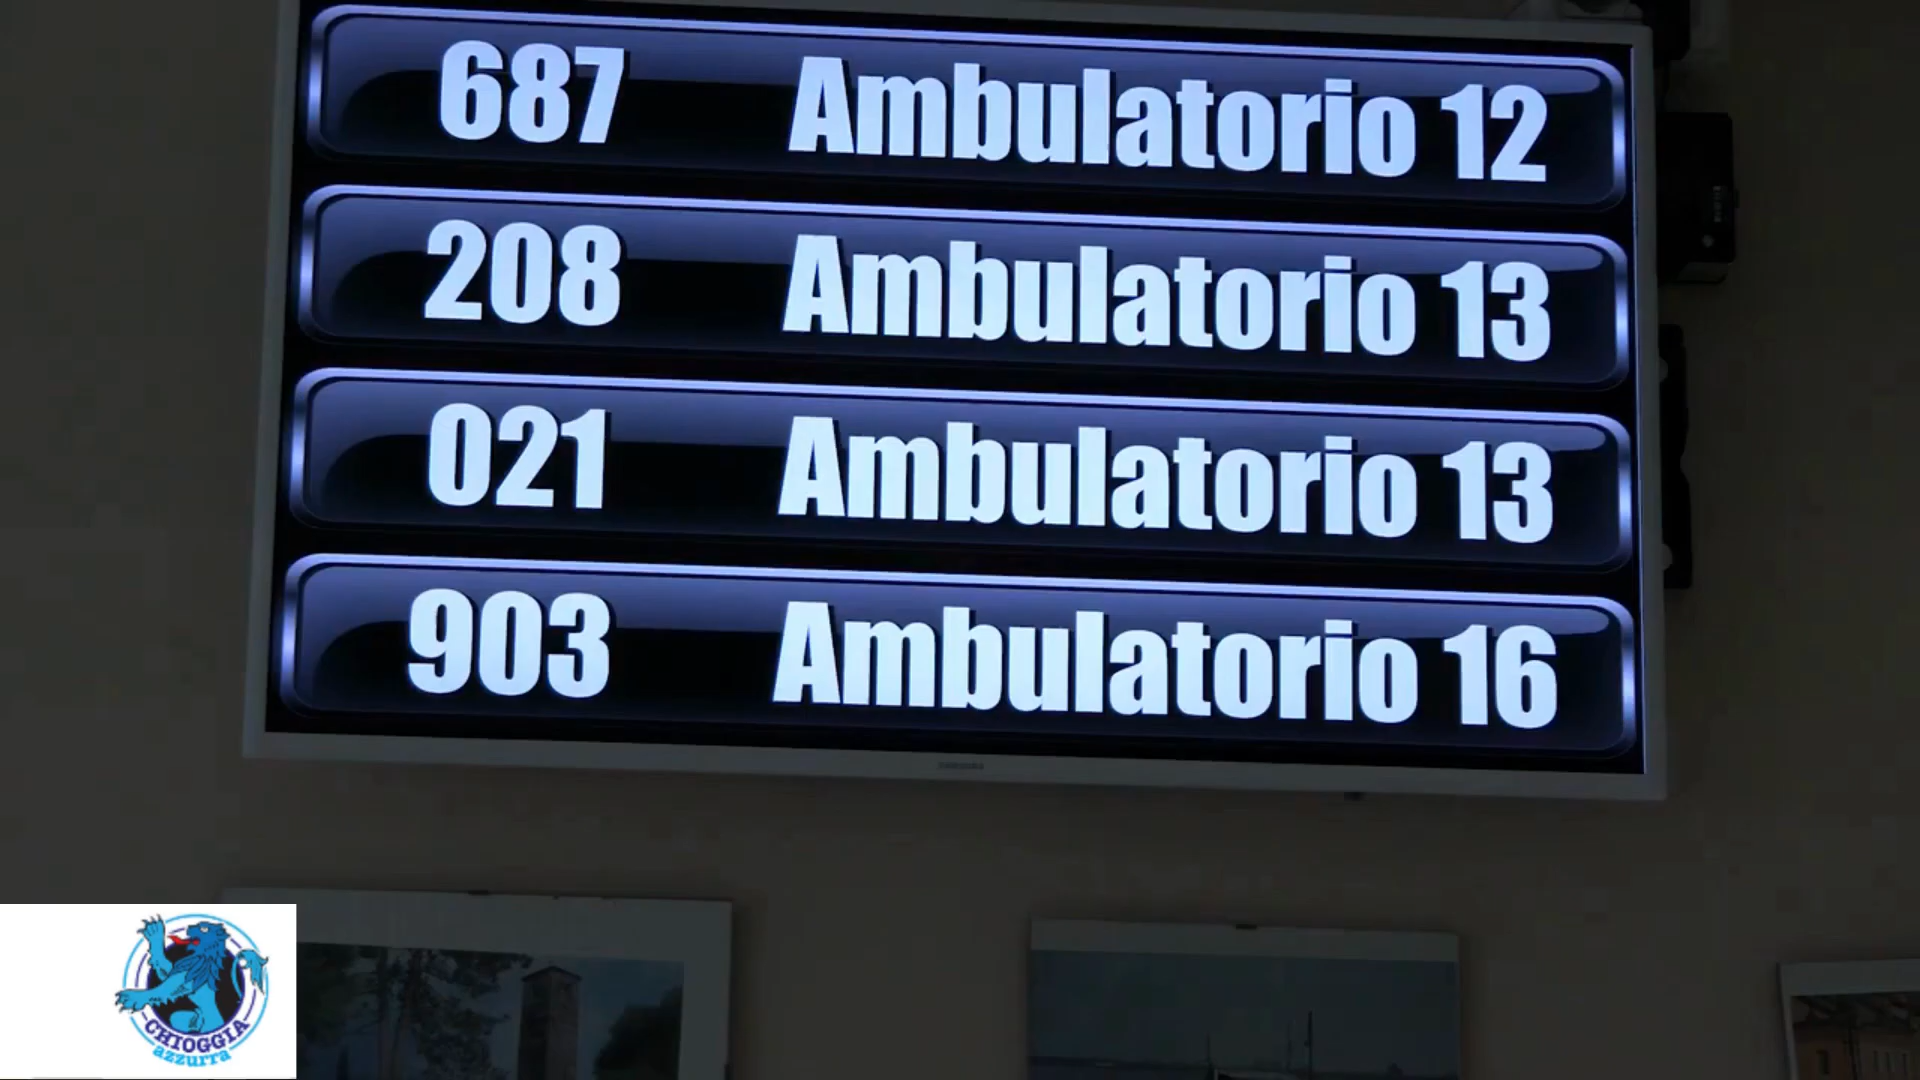 687 Ambulatorio 12
208 Ambulatorio 13
021 Ambulatorio 13
903 Ambulatorio 16
CHIOGGIA
azzurra